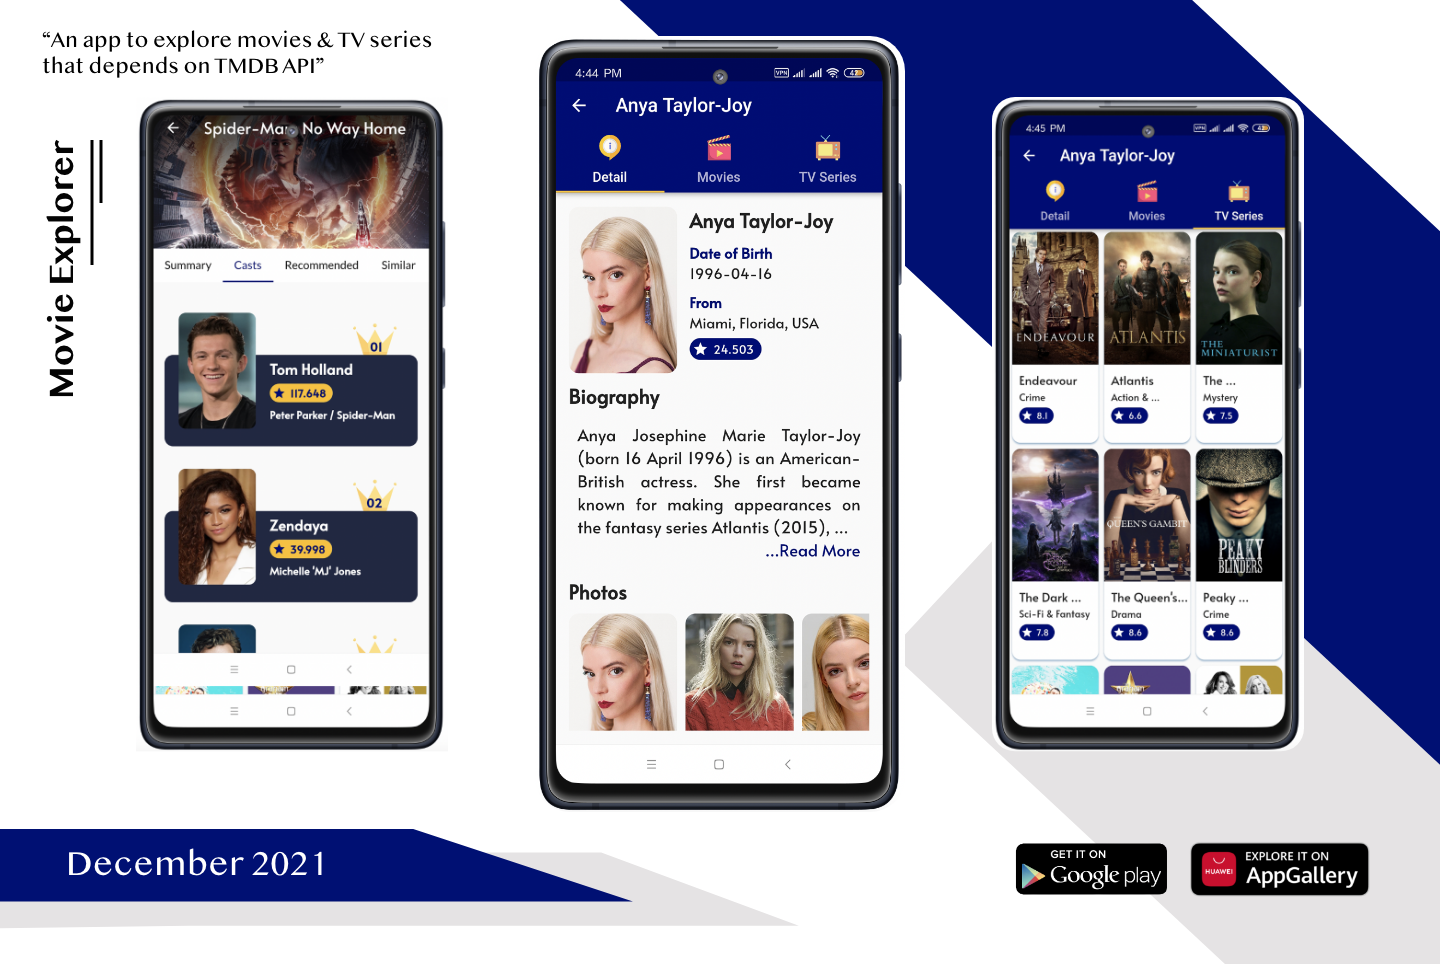 “An app to explore movies & TV series
that depends on TMDB API”
Movie Explorer
Spider-Man: No Way Home
Summary Casts Recommended Similar
01
Tom Holland
117.648
Peter Parker / Spider-Man
02
Zendaya
39.998
Michelle 'MJ' Jones
4:44 PM VPN
Anya Taylor-Joy
Detail Movies TV Series
Anya Taylor-Joy
Date of Birth
1996-04-16
From
Miami, Florida, USA
24.503
Biography
Anya Josephine Marie Taylor-Joy
(born 16 April 1996) is an American-
British actress. She first became
known for making appearances on
the fantasy series Atlantis (2015), ...
...Read More
Photos
4:45 PM VPN
Anya Taylor-Joy
Detail Movies TV Series
ENDEAVOUR
ATLANTIS
THE
MINIATURIST
Endeavour Atlantis The ...
Crime Action & ... Mystery
8.1 6.6 7.5
QUEEN'S GAMBIT
PEAKY
BLINDERS
The Dark ... The Queen's... Peaky ...
Sci-Fi & Fantasy Drama Crime
7.8 8.6 8.6
December 2021
GET IT ON
Google play
HUAWEI
EXPLORE IT ON
AppGallery